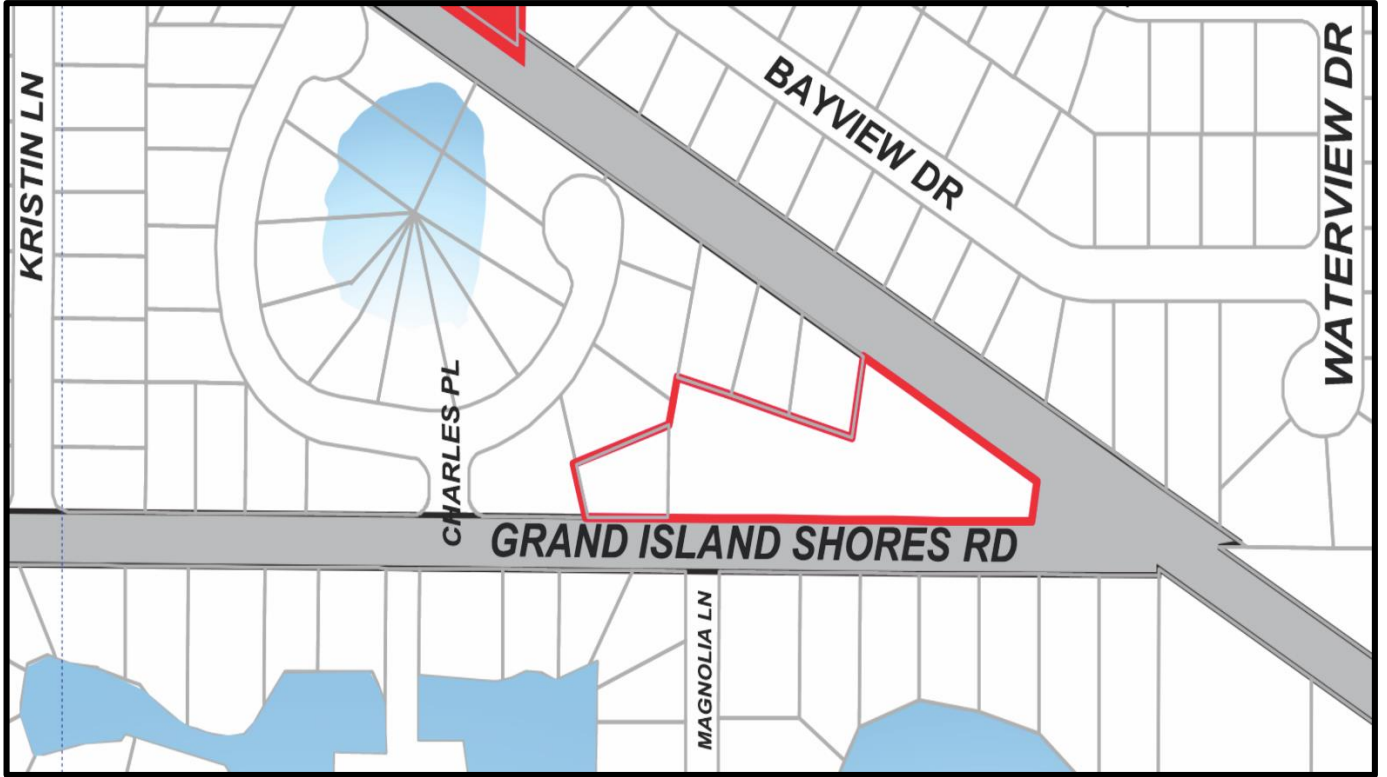 KRISTIN LN
BAYVIEW DR
WATERVIEW DR
CHARLES PL
GRAND ISLAND SHORES RD
MAGNOLIA LN